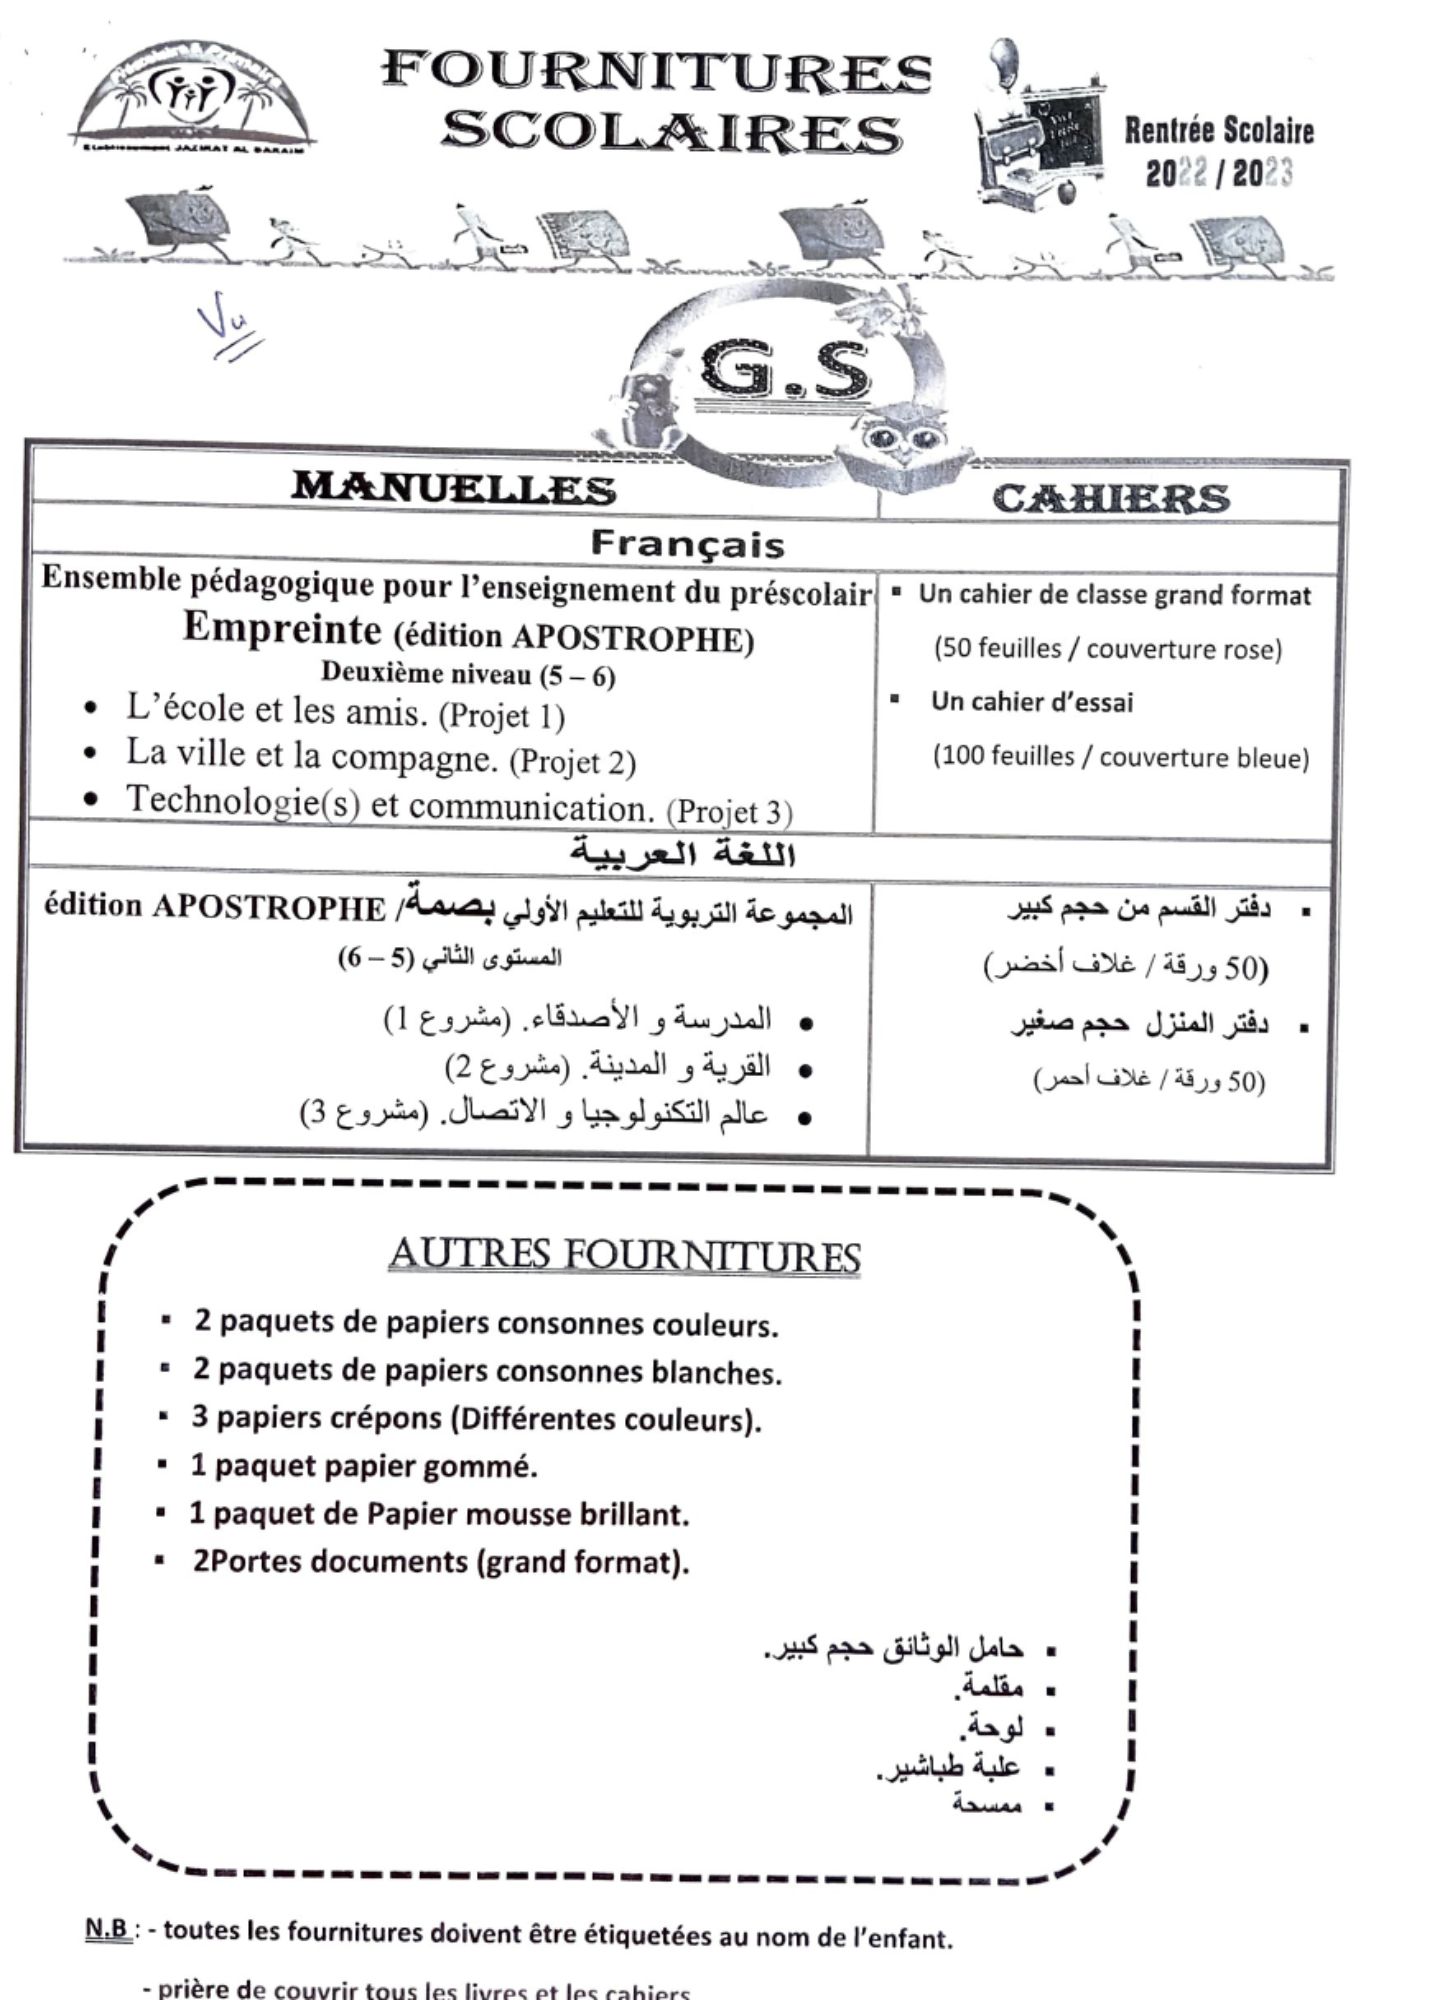 Préscolaire & Primaire
Etablissement JAZIRAT AL BARAIM
FOURNITURES
SCOLAIRES
Rentrée Scolaire
2022 / 2023
Vu
G.S
MANUELLES
CAHIERS
Français
Ensemble pédagogique pour l'enseignement du préscolair
Empreinte (édition APOSTROPHE)
Deuxième niveau (5 – 6)
• L'école et les amis. (Projet 1)
• La ville et la compagne. (Projet 2)
• Technologie(s) et communication. (Projet 3)
▪ Un cahier de classe grand format
(50 feuilles / couverture rose)
▪ Un cahier d'essai
(100 feuilles / couverture bleue)
اللغة العربية
المجموعة التربوية للتعليم الأولي بصمة/ édition APOSTROPHE
المستوى الثاني (5 – 6)
• المدرسة و الأصدقاء. (مشروع 1)
• القرية و المدينة. (مشروع 2)
• عالم التكنولوجيا و الاتصال. (مشروع 3)
▪ دفتر القسم من حجم كبير
(50 ورقة / غلاف أخضر)
▪ دفتر المنزل حجم صغير
(50 ورقة / غلاف أحمر)
AUTRES FOURNITURES
▪ 2 paquets de papiers consonnes couleurs.
▪ 2 paquets de papiers consonnes blanches.
▪ 3 papiers crépons (Différentes couleurs).
▪ 1 paquet papier gommé.
▪ 1 paquet de Papier mousse brillant.
▪ 2Portes documents (grand format).
▪ حامل الوثائق حجم كبير.
▪ مقلمة.
▪ لوحة.
▪ علبة طباشير.
▪ ممسحة
N.B : - toutes les fournitures doivent être étiquetées au nom de l'enfant.
- prière de couvrir tous les livres et les cahiers